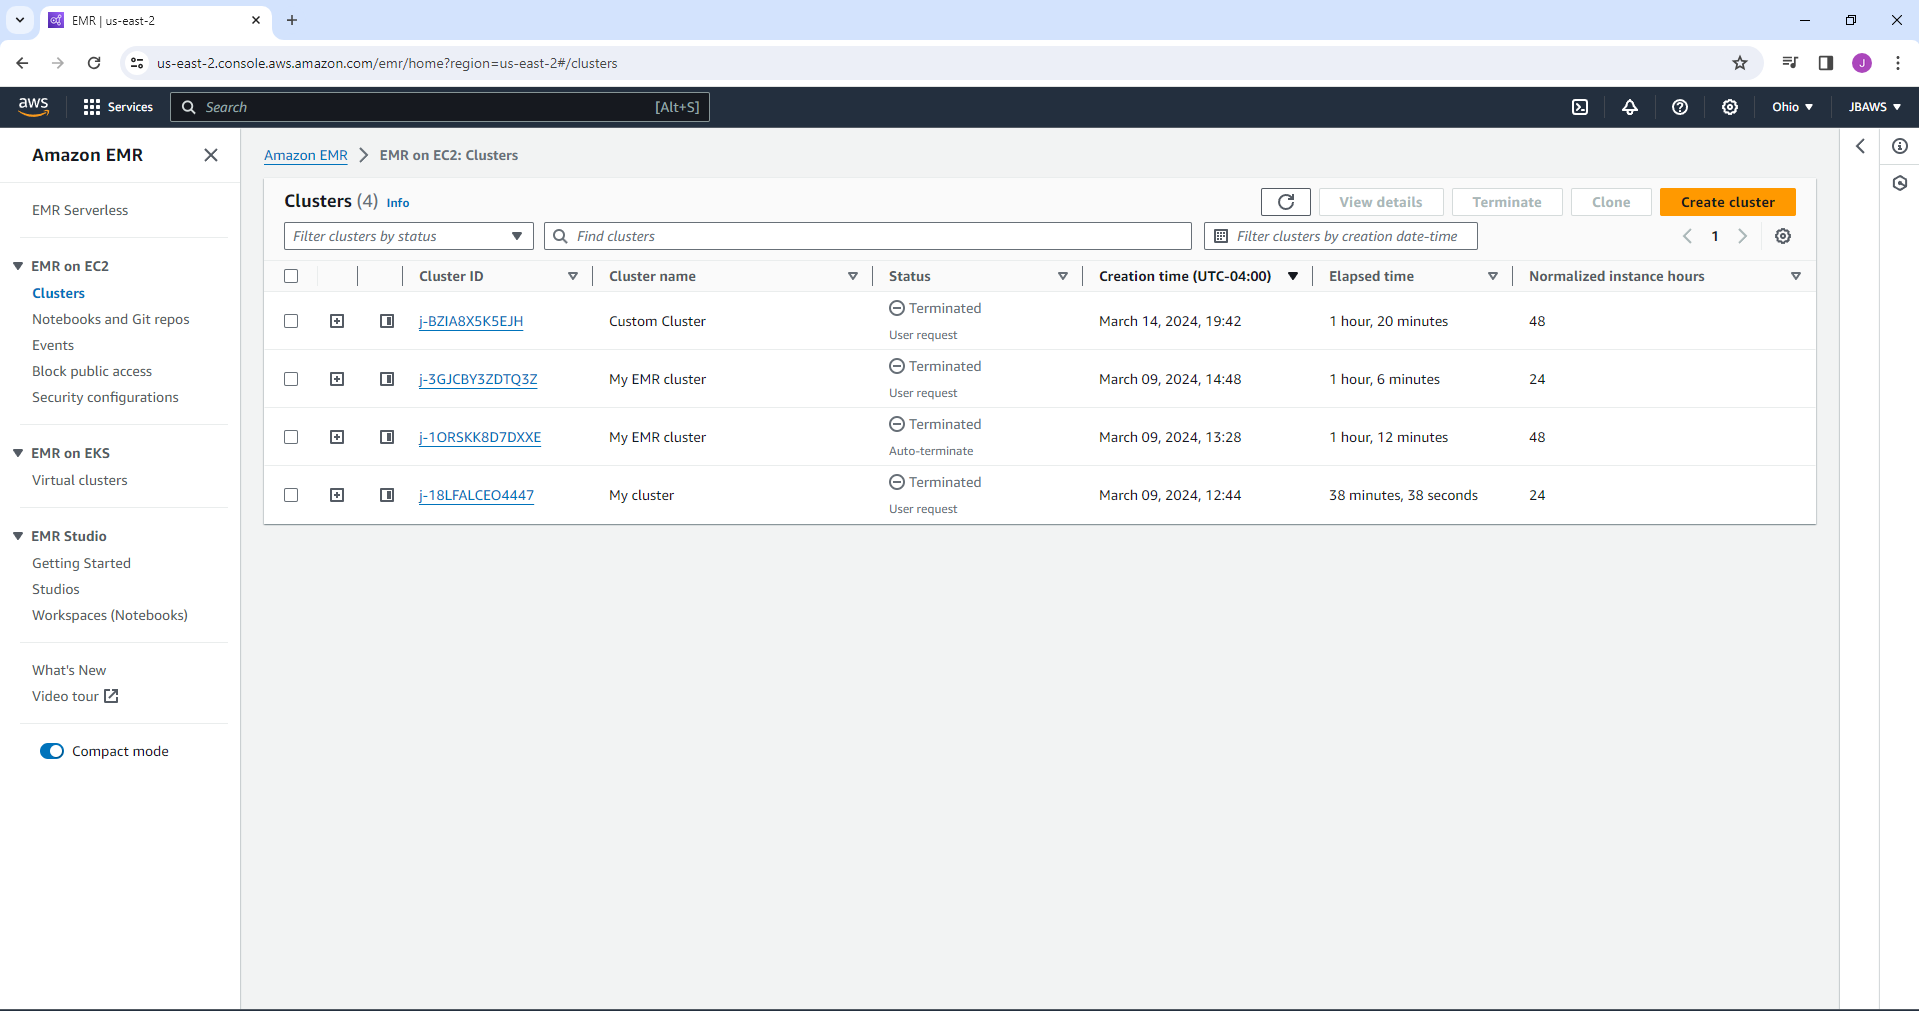 EMR | us-east-2
us-east-2.console.aws.amazon.com/emr/home?region=us-east-2#/clusters
J
aws
Services
Search
[Alt+S]
Ohio
JBAWS
Amazon EMR
EMR Serverless
EMR on EC2
Clusters
Notebooks and Git repos
Events
Block public access
Security configurations
EMR on EKS
Virtual clusters
EMR Studio
Getting Started
Studios
Workspaces (Notebooks)
What's New
Video tour
Compact mode
Amazon EMR > EMR on EC2: Clusters
Clusters (4) Info
View details
Terminate
Clone
Create cluster
Filter clusters by status
Find clusters
Filter clusters by creation date-time
1
Cluster ID Cluster name Status Creation time (UTC-04:00) Elapsed time Normalized instance hours
j-BZIA8X5K5EJH Custom Cluster Terminated March 14, 2024, 19:42 1 hour, 20 minutes 48
User request
j-3GJCBY3ZDTQ3Z My EMR cluster Terminated March 09, 2024, 14:48 1 hour, 6 minutes 24
User request
j-1ORSKK8D7DXXE My EMR cluster Terminated March 09, 2024, 13:28 1 hour, 12 minutes 48
Auto-terminate
j-18LFALCEO4447 My cluster Terminated March 09, 2024, 12:44 38 minutes, 38 seconds 24
User request